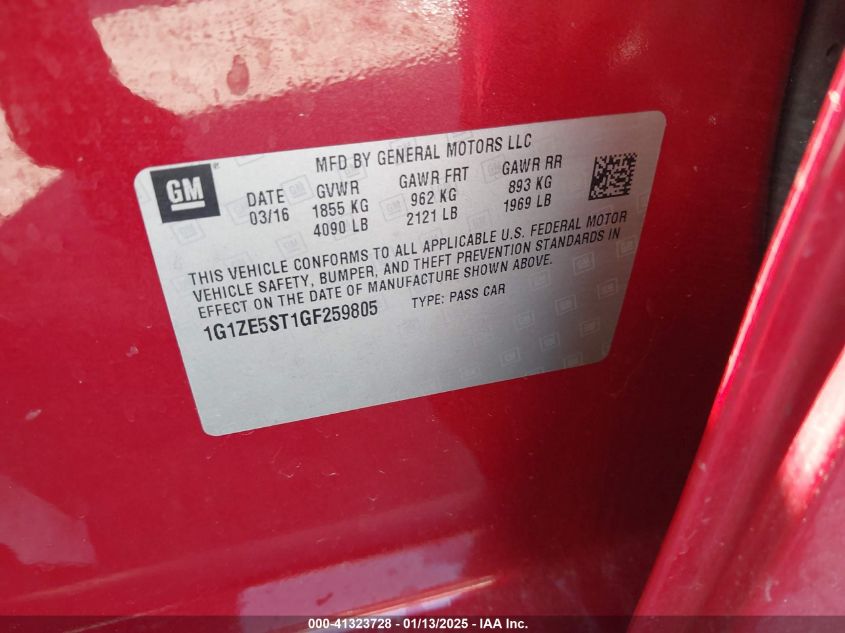 MFD BY GENERAL MOTORS LLC
GM
DATE GVWR GAWR FRT GAWR RR
03/16 1855 KG 962 KG 893 KG
4090 LB 2121 LB 1969 LB
THIS VEHICLE CONFORMS TO ALL APPLICABLE U.S. FEDERAL MOTOR
VEHICLE SAFETY, BUMPER, AND THEFT PREVENTION STANDARDS IN
EFFECT ON THE DATE OF MANUFACTURE SHOWN ABOVE.
1G1ZE5ST1GF259805 TYPE: PASS CAR
000-41323728 - 01/13/2025 - IAA Inc.